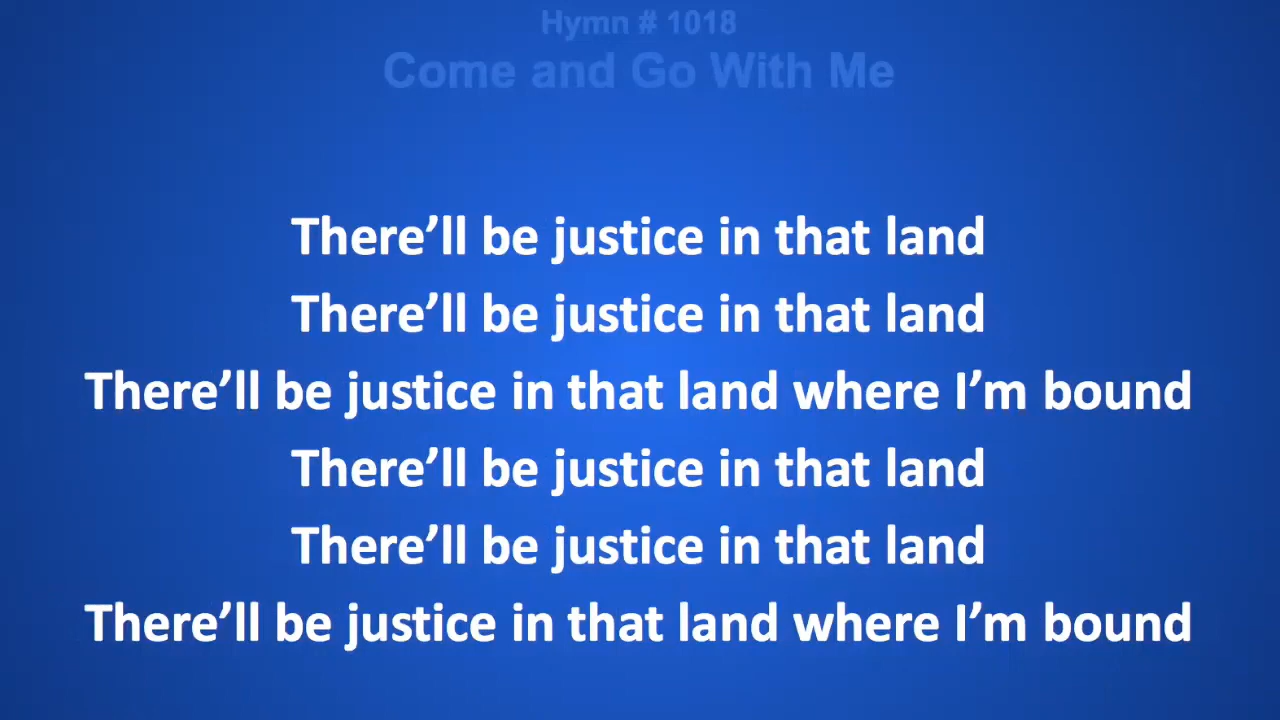 Hymn # 1018
Come and Go With Me
There’ll be justice in that land
There’ll be justice in that land
There’ll be justice in that land where I’m bound
There’ll be justice in that land
There’ll be justice in that land
There’ll be justice in that land where I’m bound